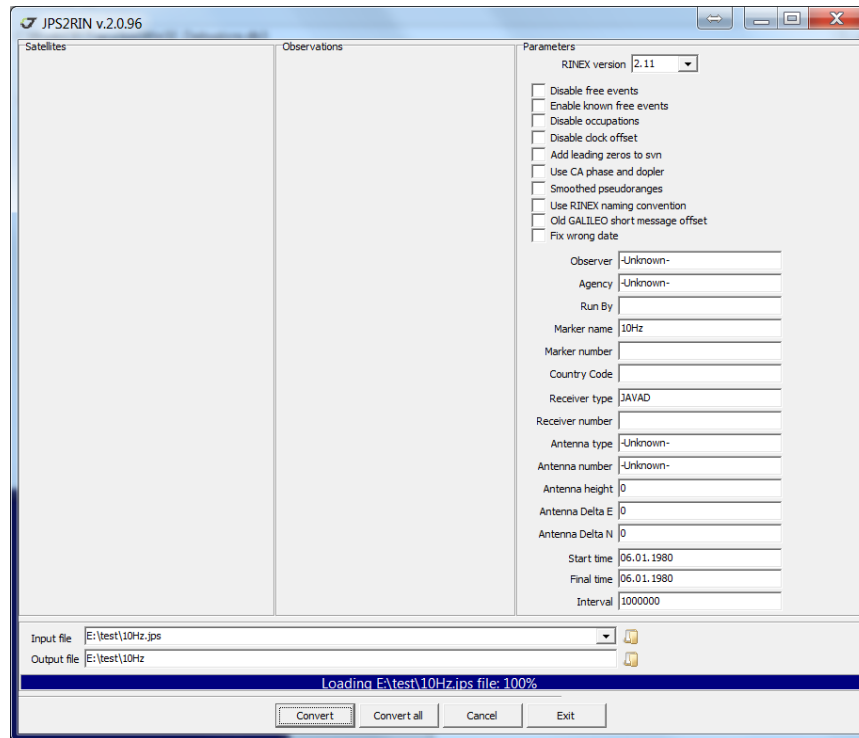 JPS2RIN v.2.0.96
Satellites
Observations
Parameters
RINEX version 2.11
Disable free events
Enable known free events
Disable occupations
Disable clock offset
Add leading zeros to svn
Use CA phase and dopler
Smoothed pseudoranges
Use RINEX naming convention
Old GALILEO short message offset
Fix wrong date
Observer -Unknown-
Agency -Unknown-
Run By
Marker name 10Hz
Marker number
Country Code
Receiver type JAVAD
Receiver number
Antenna type -Unknown-
Antenna number -Unknown-
Antenna height 0
Antenna Delta E 0
Antenna Delta N 0
Start time 06.01.1980
Final time 06.01.1980
Interval 1000000
Input file E:\test\10Hz.jps
Output file E:\test\10Hz
Loading E:\test\10Hz.jps file: 100%
Convert Convert all Cancel Exit